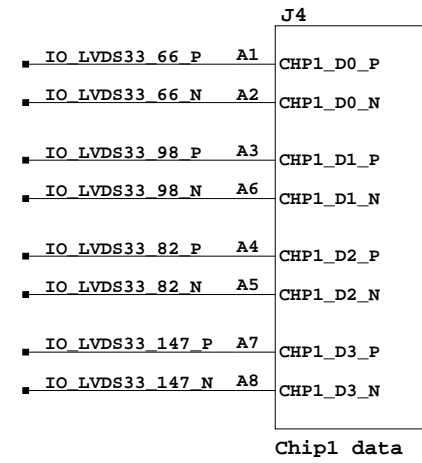 J4
IO_LVDS33_66_P A1 CHP1_D0_P
IO_LVDS33_66_N A2 CHP1_D0_N
IO_LVDS33_98_P A3 CHP1_D1_P
IO_LVDS33_98_N A6 CHP1_D1_N
IO_LVDS33_82_P A4 CHP1_D2_P
IO_LVDS33_82_N A5 CHP1_D2_N
IO_LVDS33_147_P A7 CHP1_D3_P
IO_LVDS33_147_N A8 CHP1_D3_N
Chip1 data